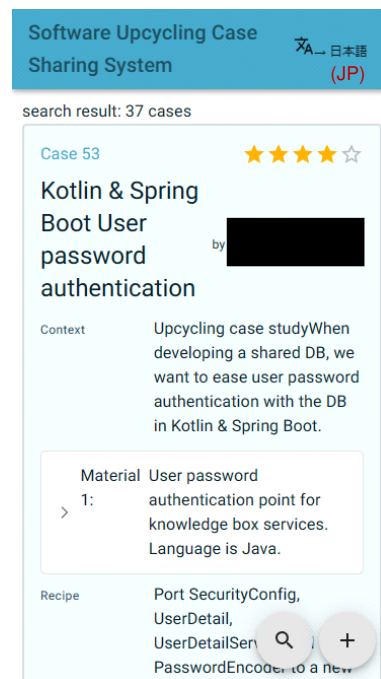 Software Upcycling Case
Sharing System
文A→ 日本語
(JP)
search result: 37 cases
Case 53
Kotlin & Spring
Boot User
password
authentication
by
Context
Upcycling case studyWhen
developing a shared DB, we
want to ease user password
authentication with the DB
in Kotlin & Spring Boot.
Material
1:
User password
authentication point for
knowledge box services.
Language is Java.
Recipe
Port SecurityConfig,
UserDetail,
PasswordEncoder to a new